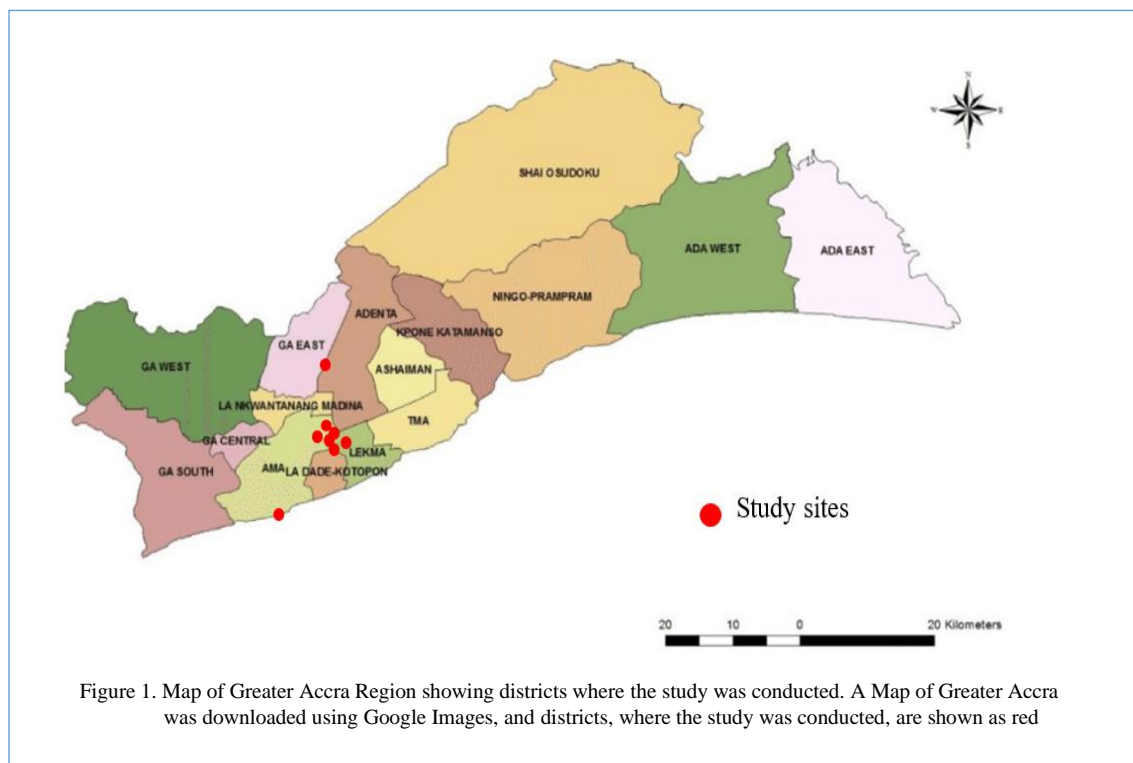 N
W E
S
SHAI OSUDOKU
ADA WEST
ADA EAST
NINGO-PRAMPRAM
ADENTA
KPONE KATAMANSO
GA EAST
GA WEST
ASHAIMAN
LA NKWANTANANG MADINA
TMA
GA CENTRAL
LEKMA
GA SOUTH
AMA
LA DADE-KOTOPON
Study sites
20 10 0 20 Kilometers
Figure 1. Map of Greater Accra Region showing districts where the study was conducted. A Map of Greater Accra
was downloaded using Google Images, and districts, where the study was conducted, are shown as red